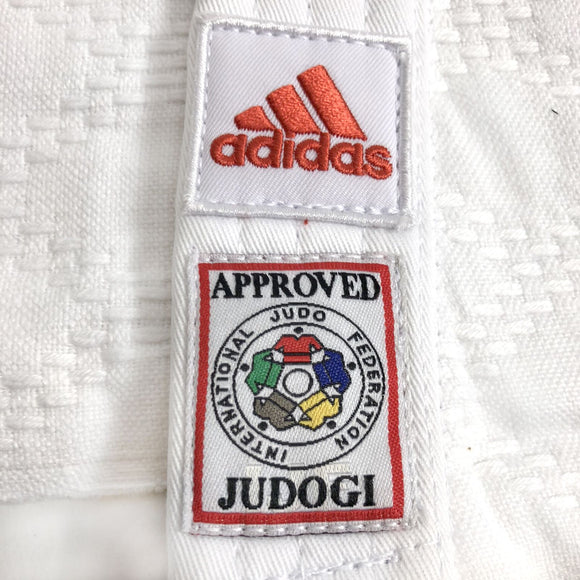 adidas
APPROVED
INTERNATIONAL JUDO FEDERATION
JUDOGI